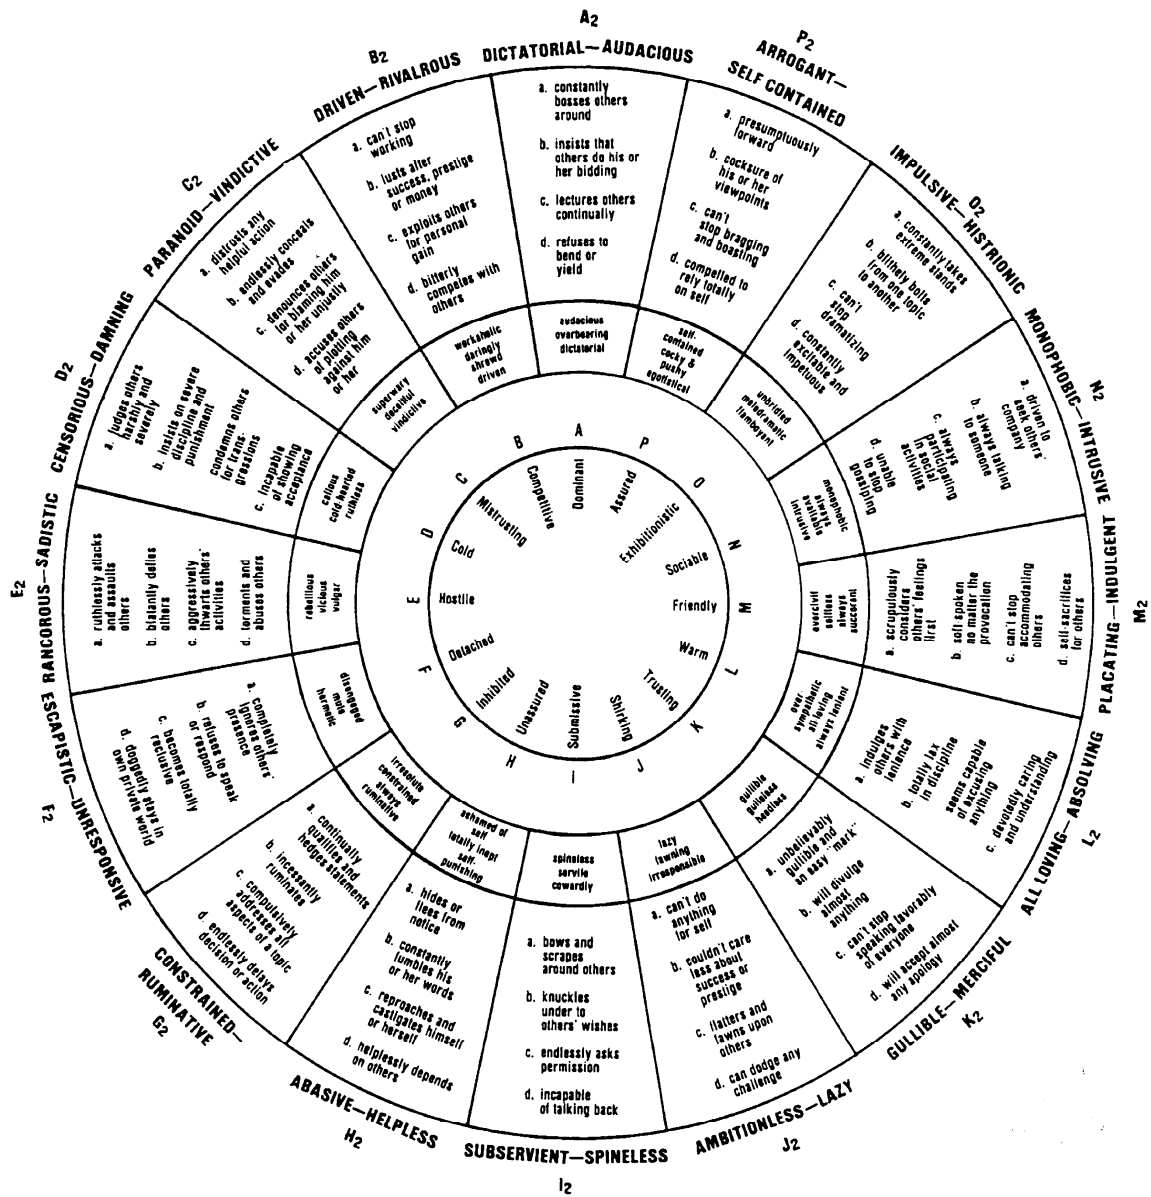 A2
DICTATORIAL—AUDACIOUS
a. constantly
bosses others
around
b. insists that
others do his or
her bidding
c. lectures others
continually
d. refuses to
bend or
yield
audacious
overbearing
dictatorial
A
Dominant
P2
ARROGANT—
SELF CONTAINED
a. presumptuously
forward
b. cocksure of
his or her
viewpoints
c. can't
stop bragging
and boasting
d. compelled to
rely totally
on self
self-
contained
cocky &
pushy
egotistical
P
Assured
O2
IMPULSIVE—HISTRIONIC
a. constantly takes
extreme stands
b. blithely bolts
from one topic
to another
c. can't
stop
dramatizing
d. constantly
excitable and
impetuous
unbridled
melodramatic
flamboyant
O
Exhibitionistic
N2
MONOPHOBIC—INTRUSIVE
a. driven to
seek others'
company
b. always talking
to someone
c. always
participating
in social
activities
d. unable
to stop
gossiping
monophobic
always
available
intrusive
N
Sociable
M2
PLACATING—INDULGENT
a. scrupulously
considers
others' feelings
first
b. soft-spoken
no matter the
provocation
c. can't stop
accommodating
others
d. self-sacrifices
for others
overcivil
selfless
always
succorant
M
Friendly
L2
ALL LOVING—ABSOLVING
a. indulges
others with
lentence
b. totally lax
in discipline
seems capable
of excusing
anything
c. devotedly caring
and understanding
over
sympathetic
all loving
always lenient
L
Warm
K2
GULLIBLE—MERCIFUL
a. unbelievably
gullible and
an easy "mark"
b. will divulge
almost
anything
c. can't stop
speaking favorably
of everyone
d. will accept almost
any apology
gullible
guileless
heedless
K
Trusting
J2
AMBITIONLESS—LAZY
a. can't do
anything
for self
b. couldn't care
less about
success or
prestige
c. flatters and
fawns upon
others
d. can dodge any
challenge
lazy
fawning
irresponsible
J
Shirking
I2
SUBSERVIENT—SPINELESS
a. bows and
scrapes
around others
b. knuckles
under to
others' wishes
c. endlessly asks
permission
d. incapable
of talking back
spineless
servile
cowardly
I
Submissive
H2
ABASIVE—HELPLESS
a. hides or
flees from
notice
b. constantly
fumbles his
or her words
c. reproaches and
castigates himself
or herself
d. helplessly depends
on others
ashamed of
self
totally inept
self-
punishing
H
Unassured
G2
CONSTRAINED—
RUMINATIVE
a. continually
qualifies and
hedges statements
b. incessantly
ruminates
c. compulsively
addresses all
aspects of a topic
d. endlessly delays
decision or action
irresolute
constrained
always
ruminative
G
Inhibited
F2
ESCAPISTIC—UNRESPONSIVE
a. completely
ignores others'
presence
b. refuses to speak
or respond
c. becomes totally
reclusive
d. doggedly stays in
own private world
disengaged
mute
hermetic
F
Detached
E2
RANCOROUS—SADISTIC
a. ruthlessly attacks
and assaults
others
b. blatantly defies
others
c. aggressively
thwarts others'
activities
d. torments and
abuses others
rebellious
vicious
vulgar
E
Hostile
D2
CENSORIOUS—DAMNING
a. judges others
harshly and
severely
b. insists on severe
discipline and
punishment
condemns others
for trans-
gressions
c. incapable
of showing
acceptance
callous
cold-hearted
ruthless
D
Cold
C2
PARANOID—VINDICTIVE
a. distrusts any
helpful action
b. endlessly conceals
and evades
c. denounces others
for blaming him
or her unjustly
d. accuses others
of plotting
against him
or her
superwary
deceitful
vindictive
C
Mistrusting
B2
DRIVEN—RIVALROUS
a. can't stop
working
b. lusts after
success, prestige
or money
c. exploits others
for personal
gain
d. bitterly
competes with
others
workaholic
daringly
shrewd
driven
B
Competitive